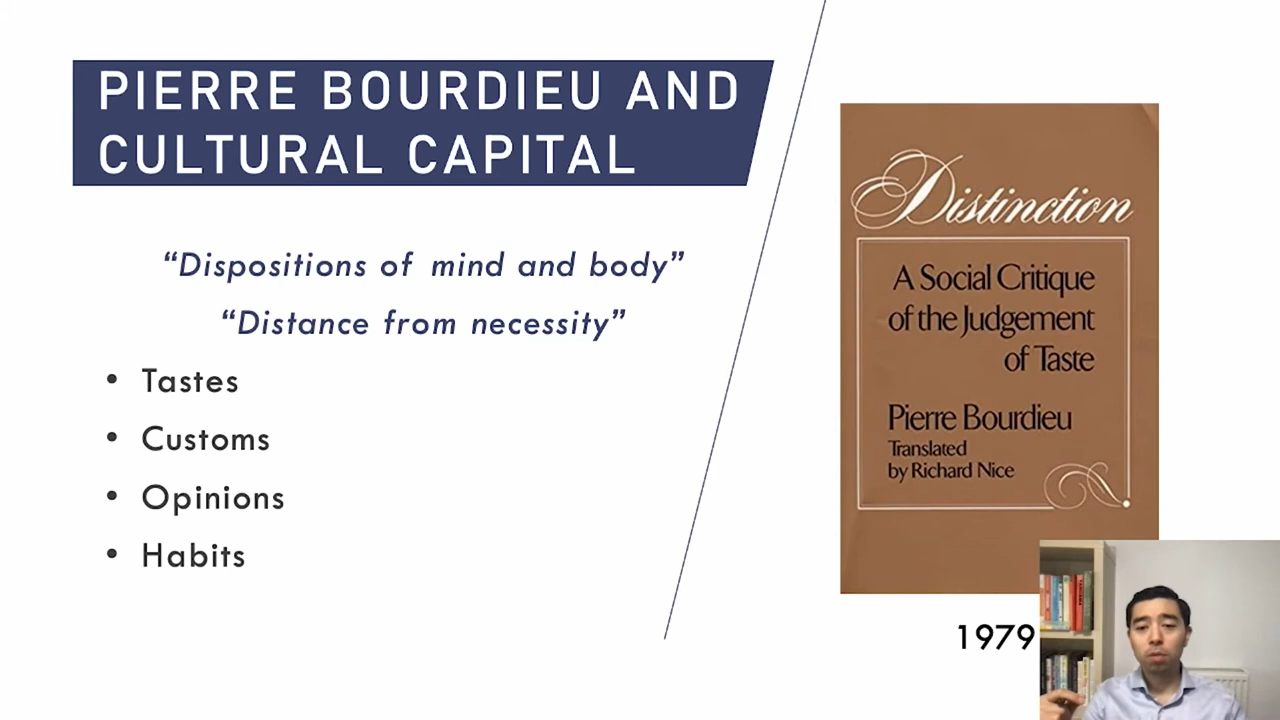 PIERRE BOURDIEU AND
CULTURAL CAPITAL
“Dispositions of mind and body”
“Distance from necessity”
• Tastes
• Customs
• Opinions
• Habits
Distinction
A Social Critique
of the Judgement
of Taste
Pierre Bourdieu
Translated
by Richard Nice
1979